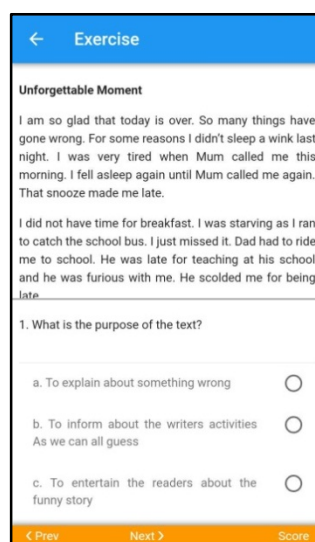 Exercise
Unforgettable Moment
I am so glad that today is over. So many things have
gone wrong. For some reasons I didn't sleep a wink last
night. I was very tired when Mum called me this
morning. I fell asleep again until Mum called me again.
That snooze made me late.
I did not have time for breakfast. I was starving as I ran
to catch the school bus. I just missed it. Dad had to ride
me to school. He was late for teaching at his school
and he was furious with me. He scolded me for being
late
1. What is the purpose of the text?
a. To explain about something wrong
b. To inform about the writers activities
As we can all guess
c. To entertain the readers about the
funny story
< Prev Next > Score